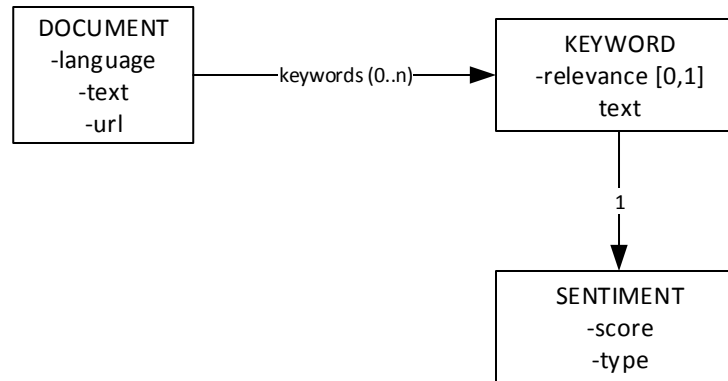 DOCUMENT
-language
-text
-url
keywords (0..n)
KEYWORD
-relevance [0,1]
text
1
SENTIMENT
-score
-type